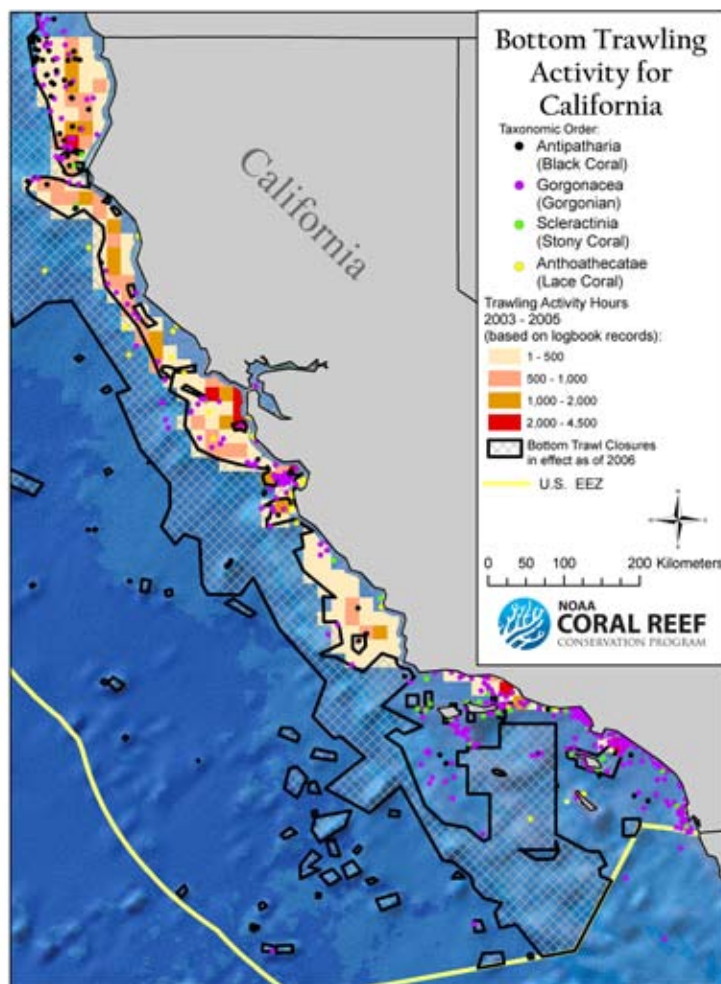 Bottom Trawling
Activity for
California
Taxonomic Order:
Antipatharia
(Black Coral)
Gorgonacea
(Gorgonian)
Scleractinia
(Stony Coral)
Anthoathecatae
(Lace Coral)
Trawling Activity Hours
2003 - 2005
(based on logbook records):
1 - 500
500 - 1,000
1,000 - 2,000
2,000 - 4.500
Bottom Trawl Closures
in effect as of 2006
U.S. EEZ
0 50 100 200 Kilometers
NOAA
CORAL REEF
CONSERVATION PROGRAM
California